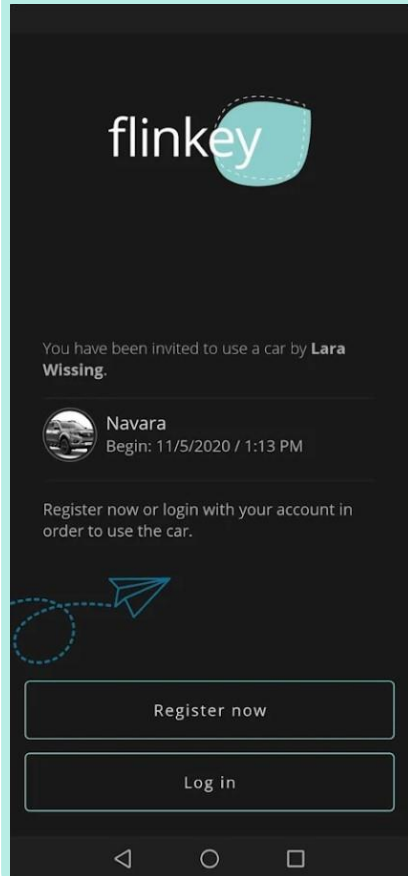 flinkey
You have been invited to use a car by Lara
Wissing.
Navara
Begin: 11/5/2020 / 1:13 PM
Register now or login with your account in
order to use the car.
Register now
Log in